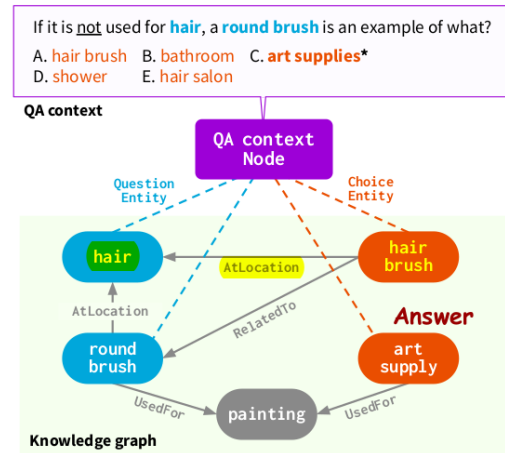 If it is not used for hair, a round brush is an example of what?
A. hair brush B. bathroom C. art supplies*
D. shower E. hair salon
QA context
QA context
Node
Question
Entity
Choice
Entity
hair
AtLocation
hair
brush
AtLocation
RelatedTo
Answer
round
brush
art
supply
UsedFor
painting
UsedFor
Knowledge graph